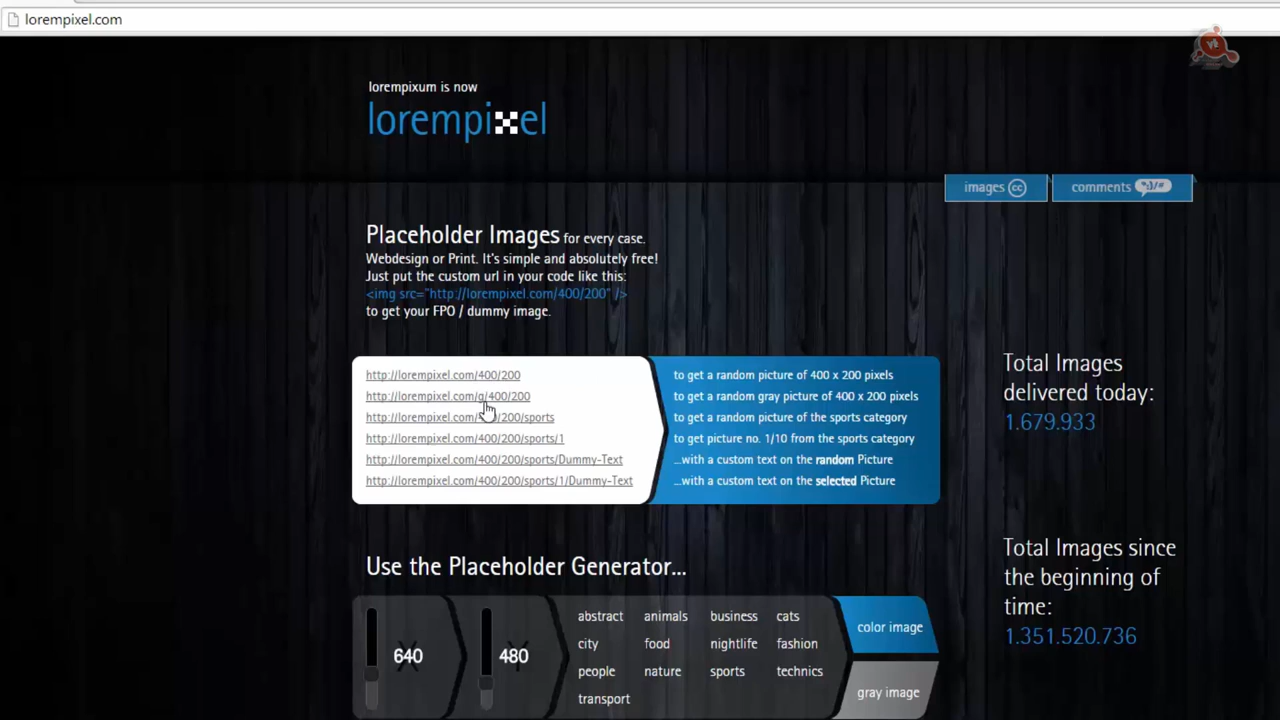 lorempixel.com
lorempixum is now
lorempixel
images cc
comments
Placeholder Images for every case.
Webdesign or Print. It's simple and absolutely free!
Just put the custom url in your code like this:
<img src="http://lorempixel.com/400/200" />
to get your FPO / dummy image.
http://lorempixel.com/400/200 to get a random picture of 400 x 200 pixels
http://lorempixel.com/g/400/200 to get a random gray picture of 400 x 200 pixels
http://lorempixel.com/400/200/sports to get a random picture of the sports category
http://lorempixel.com/400/200/sports/1 to get picture no. 1/10 from the sports category
http://lorempixel.com/400/200/sports/Dummy-Text ...with a custom text on the random Picture
http://lorempixel.com/400/200/sports/1/Dummy-Text ...with a custom text on the selected Picture
Total Images
delivered today:
1.679.933
Total Images since
the beginning of
time:
1.351.520.736
Use the Placeholder Generator...
640
480
abstract animals business cats
city food nightlife fashion
people nature sports technics
transport
color image
gray image